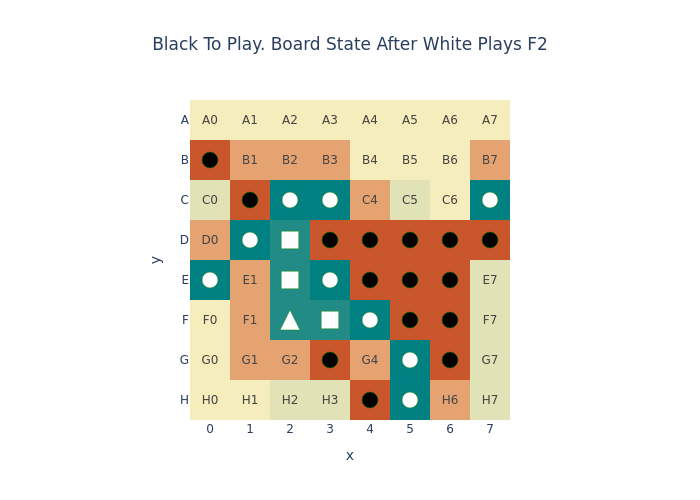 Black To Play. Board State After White Plays F2
A A0 A1 A2 A3 A4 A5 A6 A7
B B1 B2 B3 B4 B5 B6 B7
C C0 C4 C5 C6
D D0
E E1 E7
F F0 F1 F7
G G0 G1 G2 G4 G7
H H0 H1 H2 H3 H6 H7
0 1 2 3 4 5 6 7
x
y